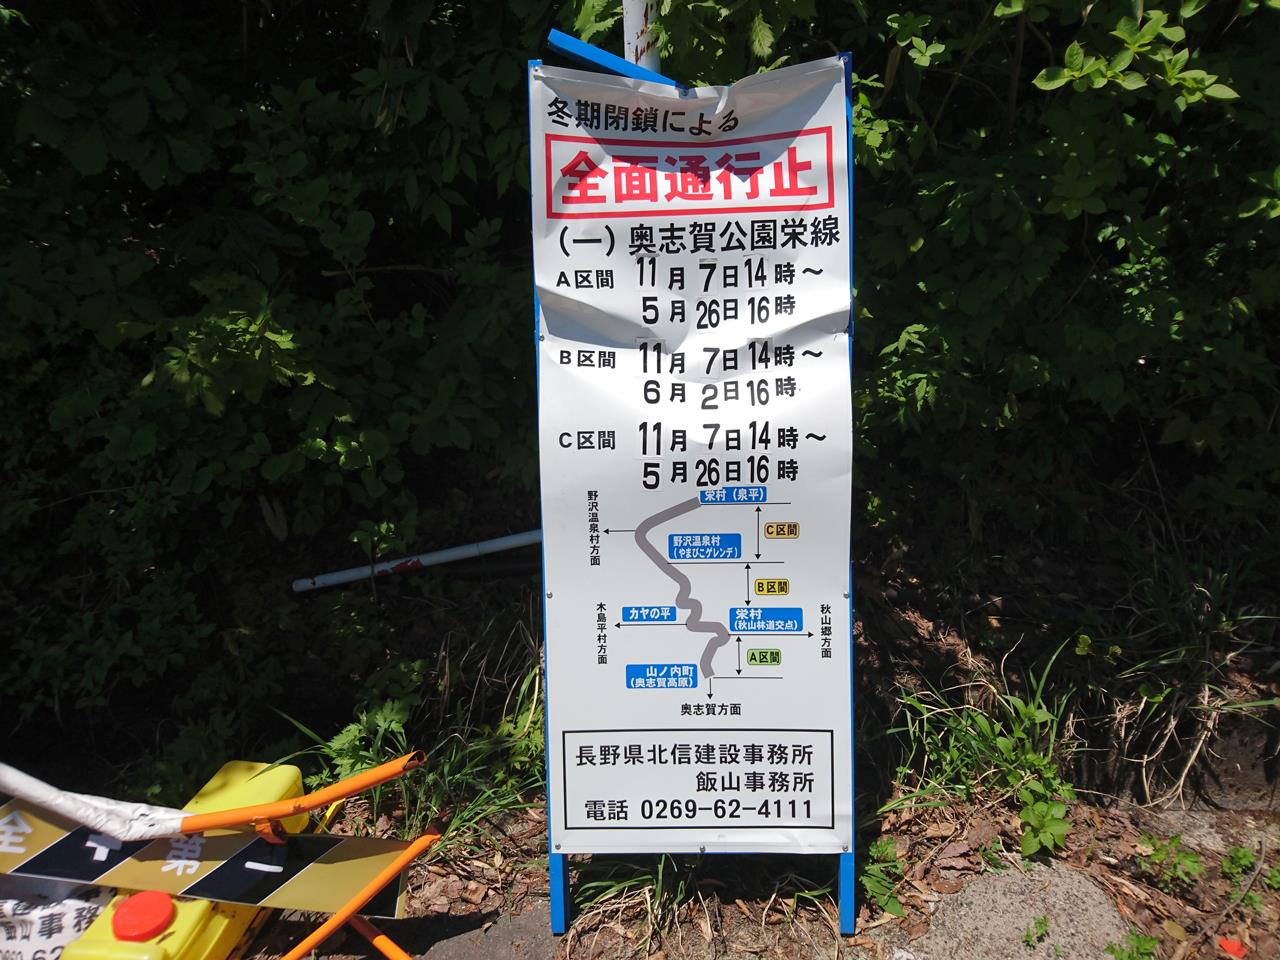 冬期閉鎖による
全面通行止
(一)奥志賀公園栄線
A区間 11月 7日14時～
5月26日16時
B区間 11月 7日14時～
6月 2日16時
C区間 11月 7日14時～
5月26日16時
栄村(泉平)
野沢温泉村方面
C区間
野沢温泉村
(やまびこゲレンデ)
B区間
木島平村方面
カヤの平
栄村
(秋山林道交点)
秋山郷方面
A区間
山ノ内町
(奥志賀高原)
奥志賀方面
長野県北信建設事務所
飯山事務所
電話 0269-62-4111
全 第一
事務